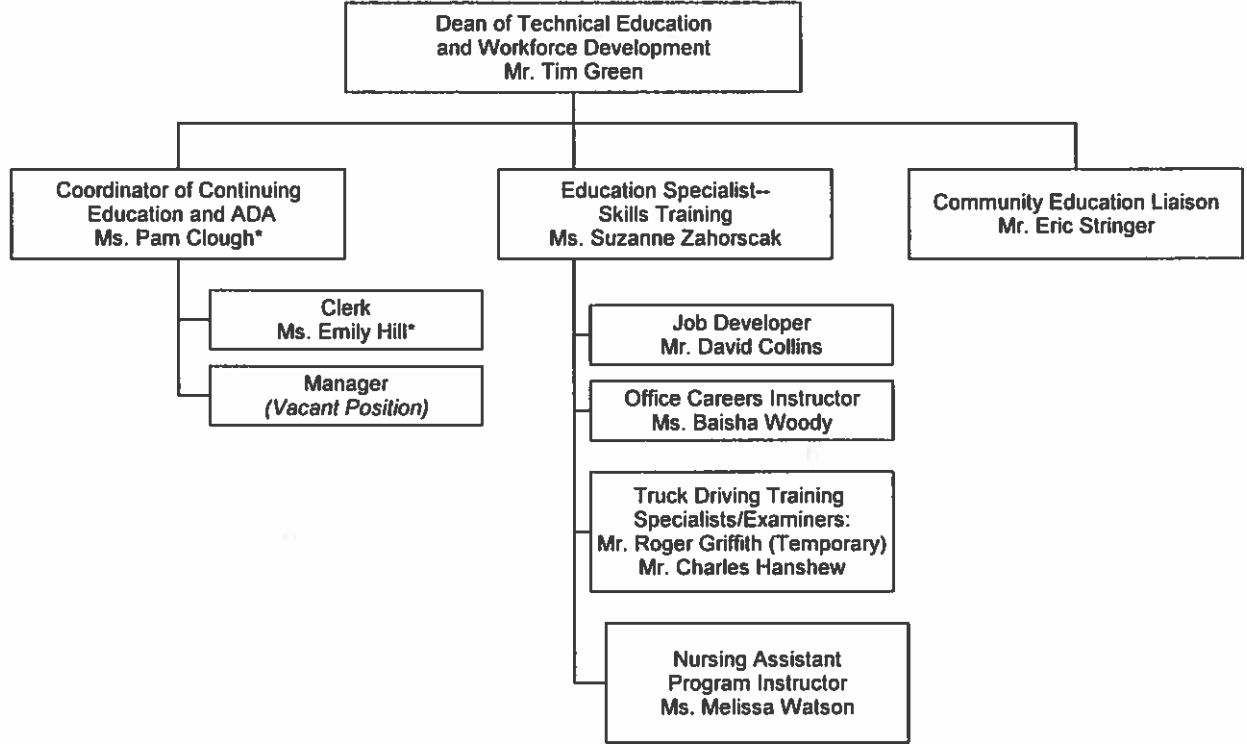 Dean of Technical Education
and Workforce Development
Mr. Tim Green
Coordinator of Continuing
Education and ADA
Ms. Pam Clough*
Education Specialist--
Skills Training
Ms. Suzanne Zahorscak
Community Education Liaison
Mr. Eric Stringer
Clerk
Ms. Emily Hill*
Manager
(Vacant Position)
Job Developer
Mr. David Collins
Office Careers Instructor
Ms. Baisha Woody
Truck Driving Training
Specialists/Examiners:
Mr. Roger Griffith (Temporary)
Mr. Charles Hanshew
Nursing Assistant
Program Instructor
Ms. Melissa Watson